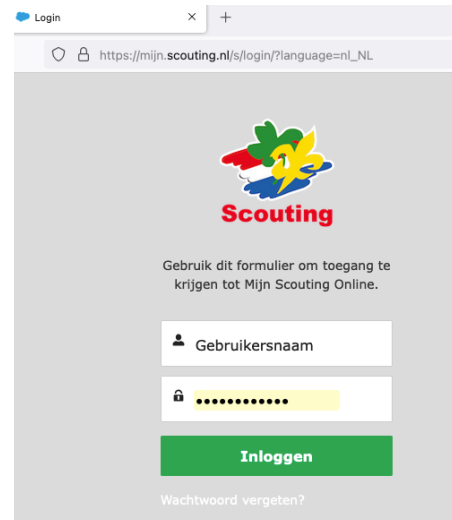 Login
https://mijn.scouting.nl/s/login/?language=nl_NL
Scouting
Gebruik dit formulier om toegang te
krijgen tot Mijn Scouting Online.
Gebruikersnaam
••••••••••••
Inloggen
Wachtwoord vergeten?